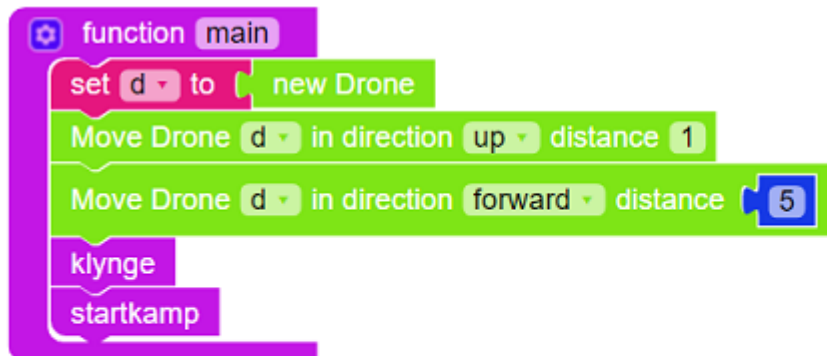 function main
set d to new Drone
Move Drone d in direction up distance 1
Move Drone d in direction forward distance 5
klynge
startkamp